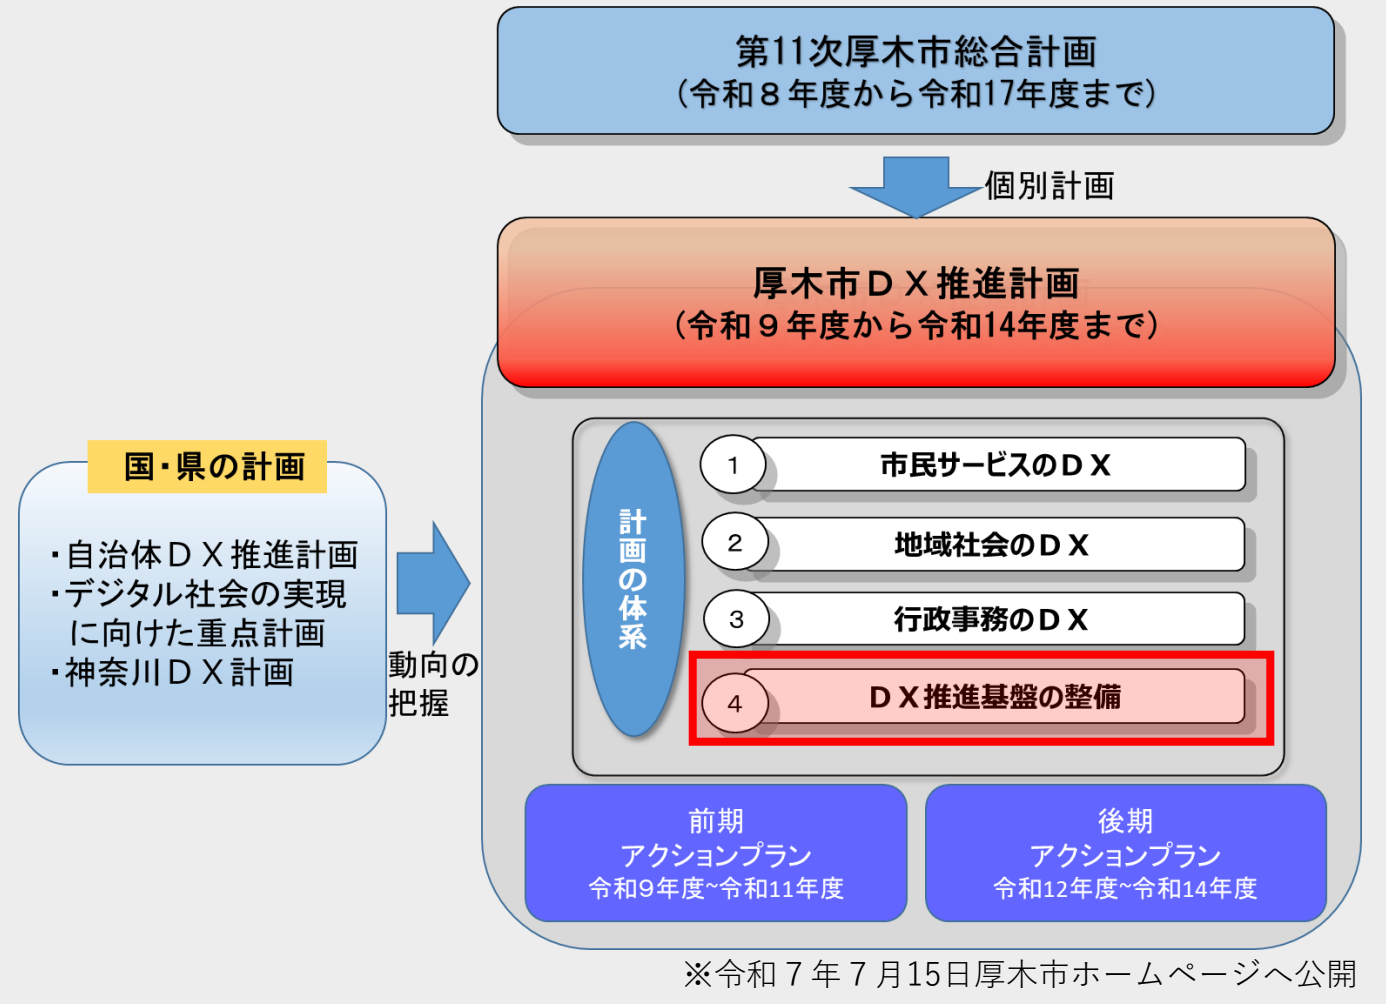 第11次厚木市総合計画
(令和８年度から令和17年度まで)
個別計画
厚木市ＤＸ推進計画
(令和９年度から令和14年度まで)
国・県の計画
・自治体ＤＸ推進計画
・デジタル社会の実現
に向けた重点計画
・神奈川ＤＸ計画
動向の
把握
計画の体系
1 市民サービスのＤＸ
2 地域社会のＤＸ
3 行政事務のＤＸ
4 ＤＸ推進基盤の整備
前期
アクションプラン
令和９年度~令和11年度
後期
アクションプラン
令和12年度~令和14年度
※令和７年７月15日厚木市ホームページへ公開